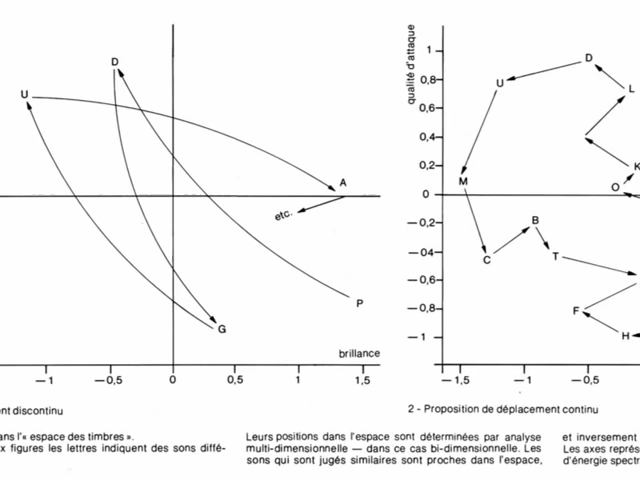 D
U
A
etc.
P
G
brillance
—1
—0,5
0
0,5
1
1,5
qualité d'attaque
1
0,8
0,6
0,4
0,2
0
—0,2
—04
—0,6
—0,8
—1
D
U
L
K
M
O
B
C
T
F
H
—1,5
—1
—0,5
ent discontinu
2 - Proposition de déplacement continu
ans l'« espace des timbres ».
x figures les lettres indiquent des sons diffé-
Leurs positions dans l'espace sont déterminées par analyse
multi-dimensionnelle — dans ce cas bi-dimensionnelle. Les
sons qui sont jugés similaires sont proches dans l'espace,
et inversement
Les axes représ
d'énergie spectr